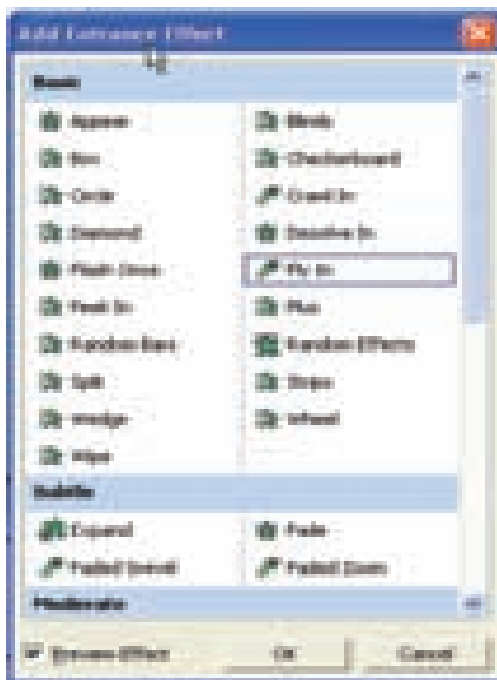 Add Entrance Effect
Basic
Appear Blinds
Box Checkerboard
Circle Crawl In
Diamond Dissolve In
Flash Once Fly In
Peek In Plus
Random Bars Random Effects
Split Strips
Wedge Wheel
Wipe
Subtle
Expand Fade
Faded Swivel Faded Zoom
Moderate
Preview Effect OK Cancel